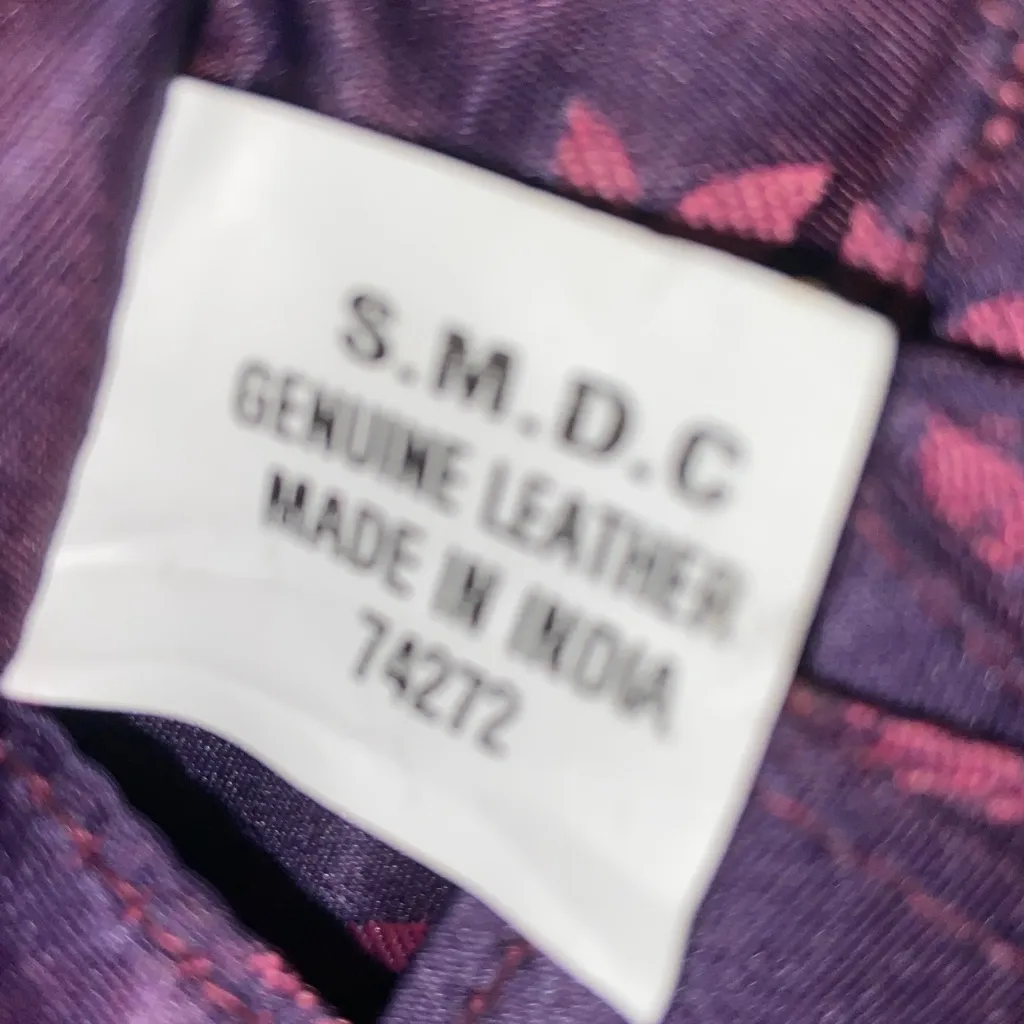 S.M.D.C
GENUINE LEATHER
MADE IN INDIA
74272